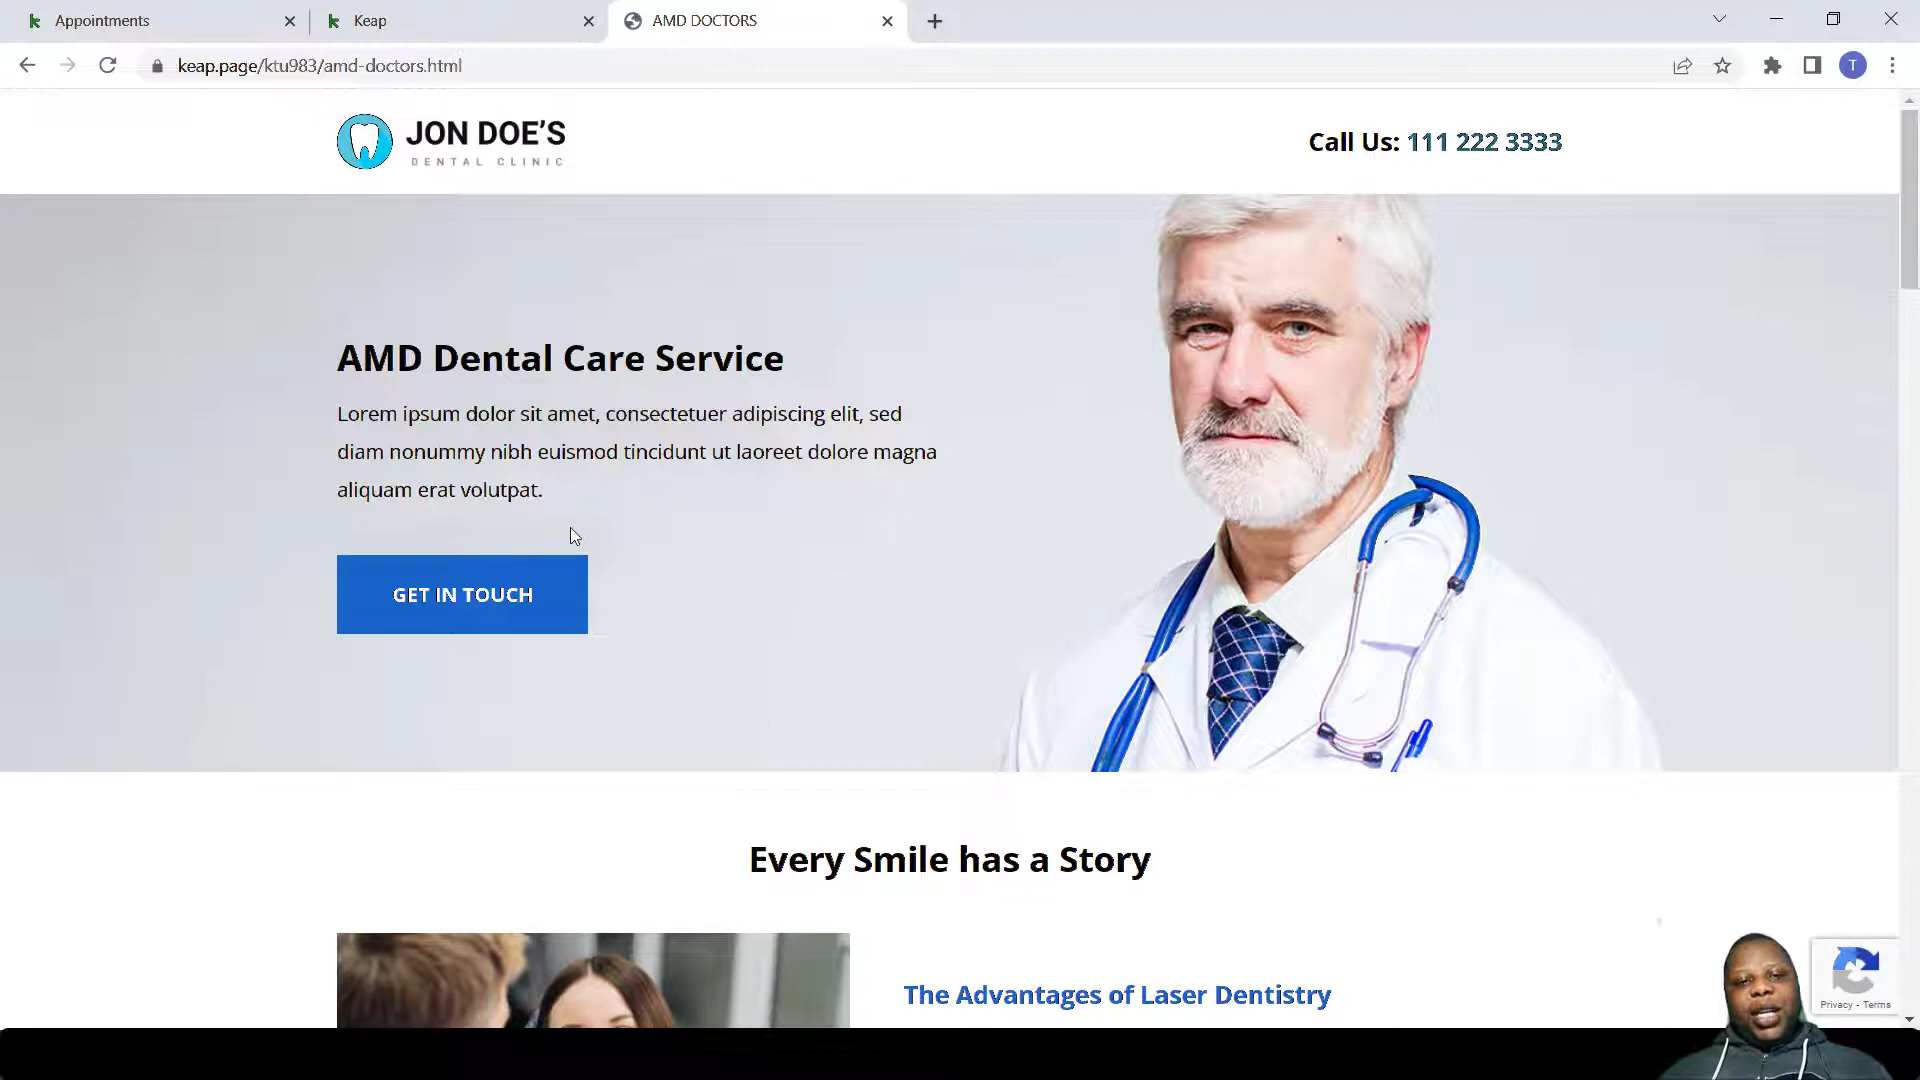 Appointments
Keap
AMD DOCTORS
keap.page/ktu983/amd-doctors.html
T
JON DOE'S
DENTAL CLINIC
Call Us: 111 222 3333
AMD Dental Care Service
Lorem ipsum dolor sit amet, consectetuer adipiscing elit, sed
diam nonummy nibh euismod tincidunt ut laoreet dolore magna
aliquam erat volutpat.
GET IN TOUCH
Every Smile has a Story
The Advantages of Laser Dentistry
Privacy - Terms